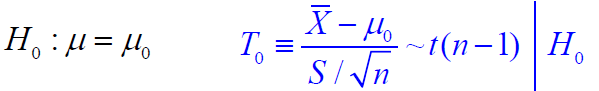 H₀ : μ = μ₀    T₀ ≡ (X̄ − μ₀) / (S / √n) ~ t(n − 1) | H₀